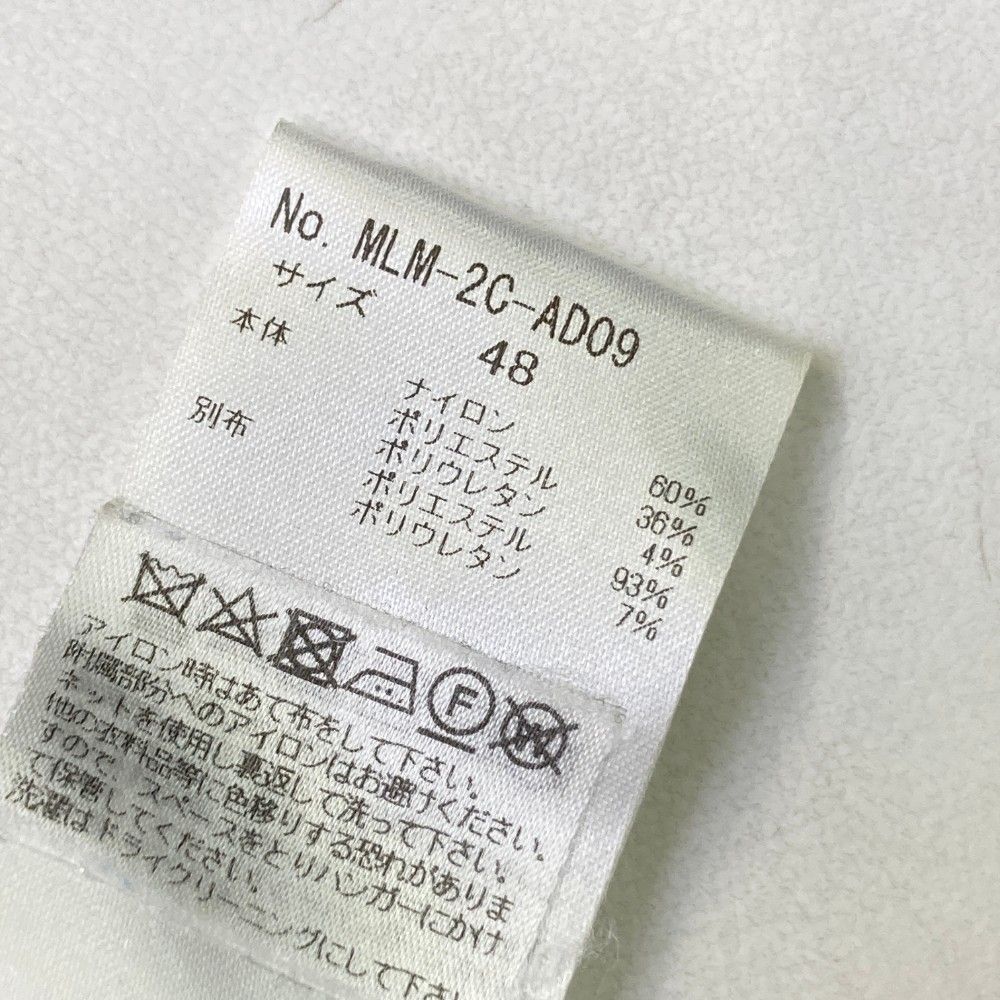 No. MLM-2C-AD09
サイズ 48
本体 ナイロン 60%
ポリエステル 36%
ポリウレタン 4%
別布 ポリエステル 93%
ポリウレタン 7%
F
W
アイロン時はあて布をして下さい。
附属部分へのアイロンはお避けください。
ネットを使用し裏返して洗って下さい。
他の衣料品等に色移りする恐れがありま
すので、スペースをとりハンガーにかけ
て保管してください。
洗濯はドライクリーニングにして下さ